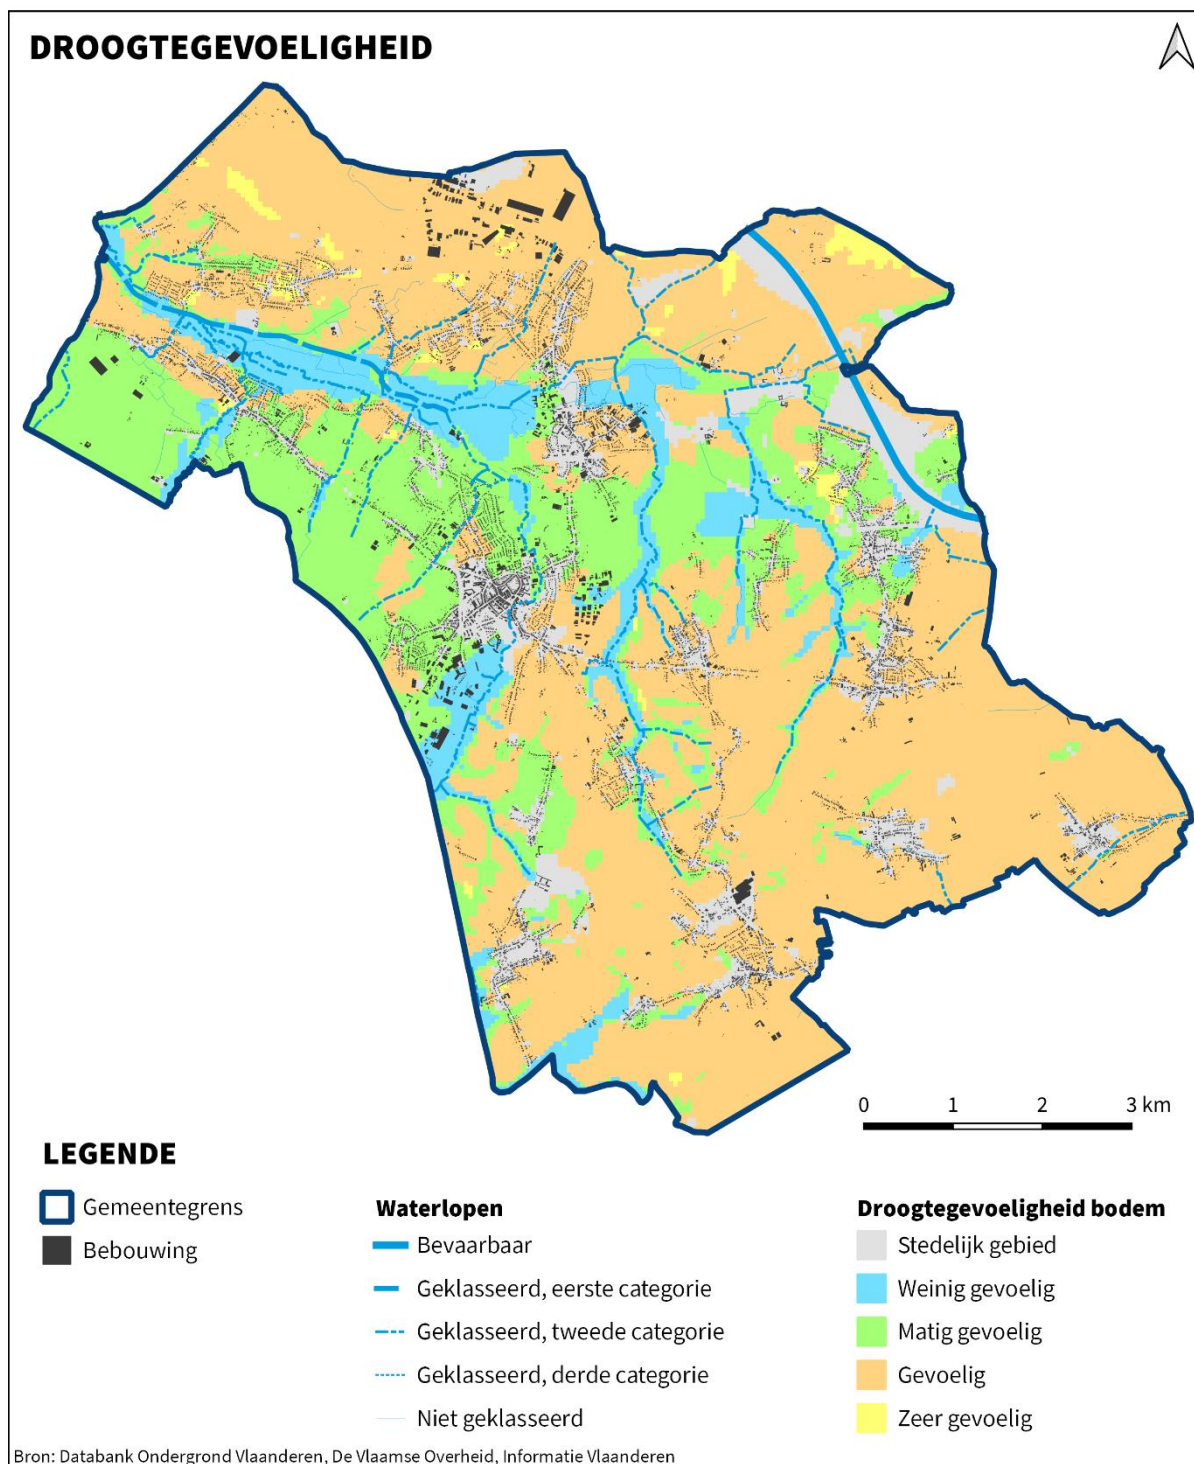 DROOGTEGEVOELIGHEID
0 1 2 3 km
LEGENDE
Gemeentegrens
Bebouwing
Waterlopen
Bevaarbaar
Geklasseerd, eerste categorie
Geklasseerd, tweede categorie
Geklasseerd, derde categorie
Niet geklasseerd
Droogtegevoeligheid bodem
Stedelijk gebied
Weinig gevoelig
Matig gevoelig
Gevoelig
Zeer gevoelig
Bron: Databank Ondergrond Vlaanderen, De Vlaamse Overheid, Informatie Vlaanderen